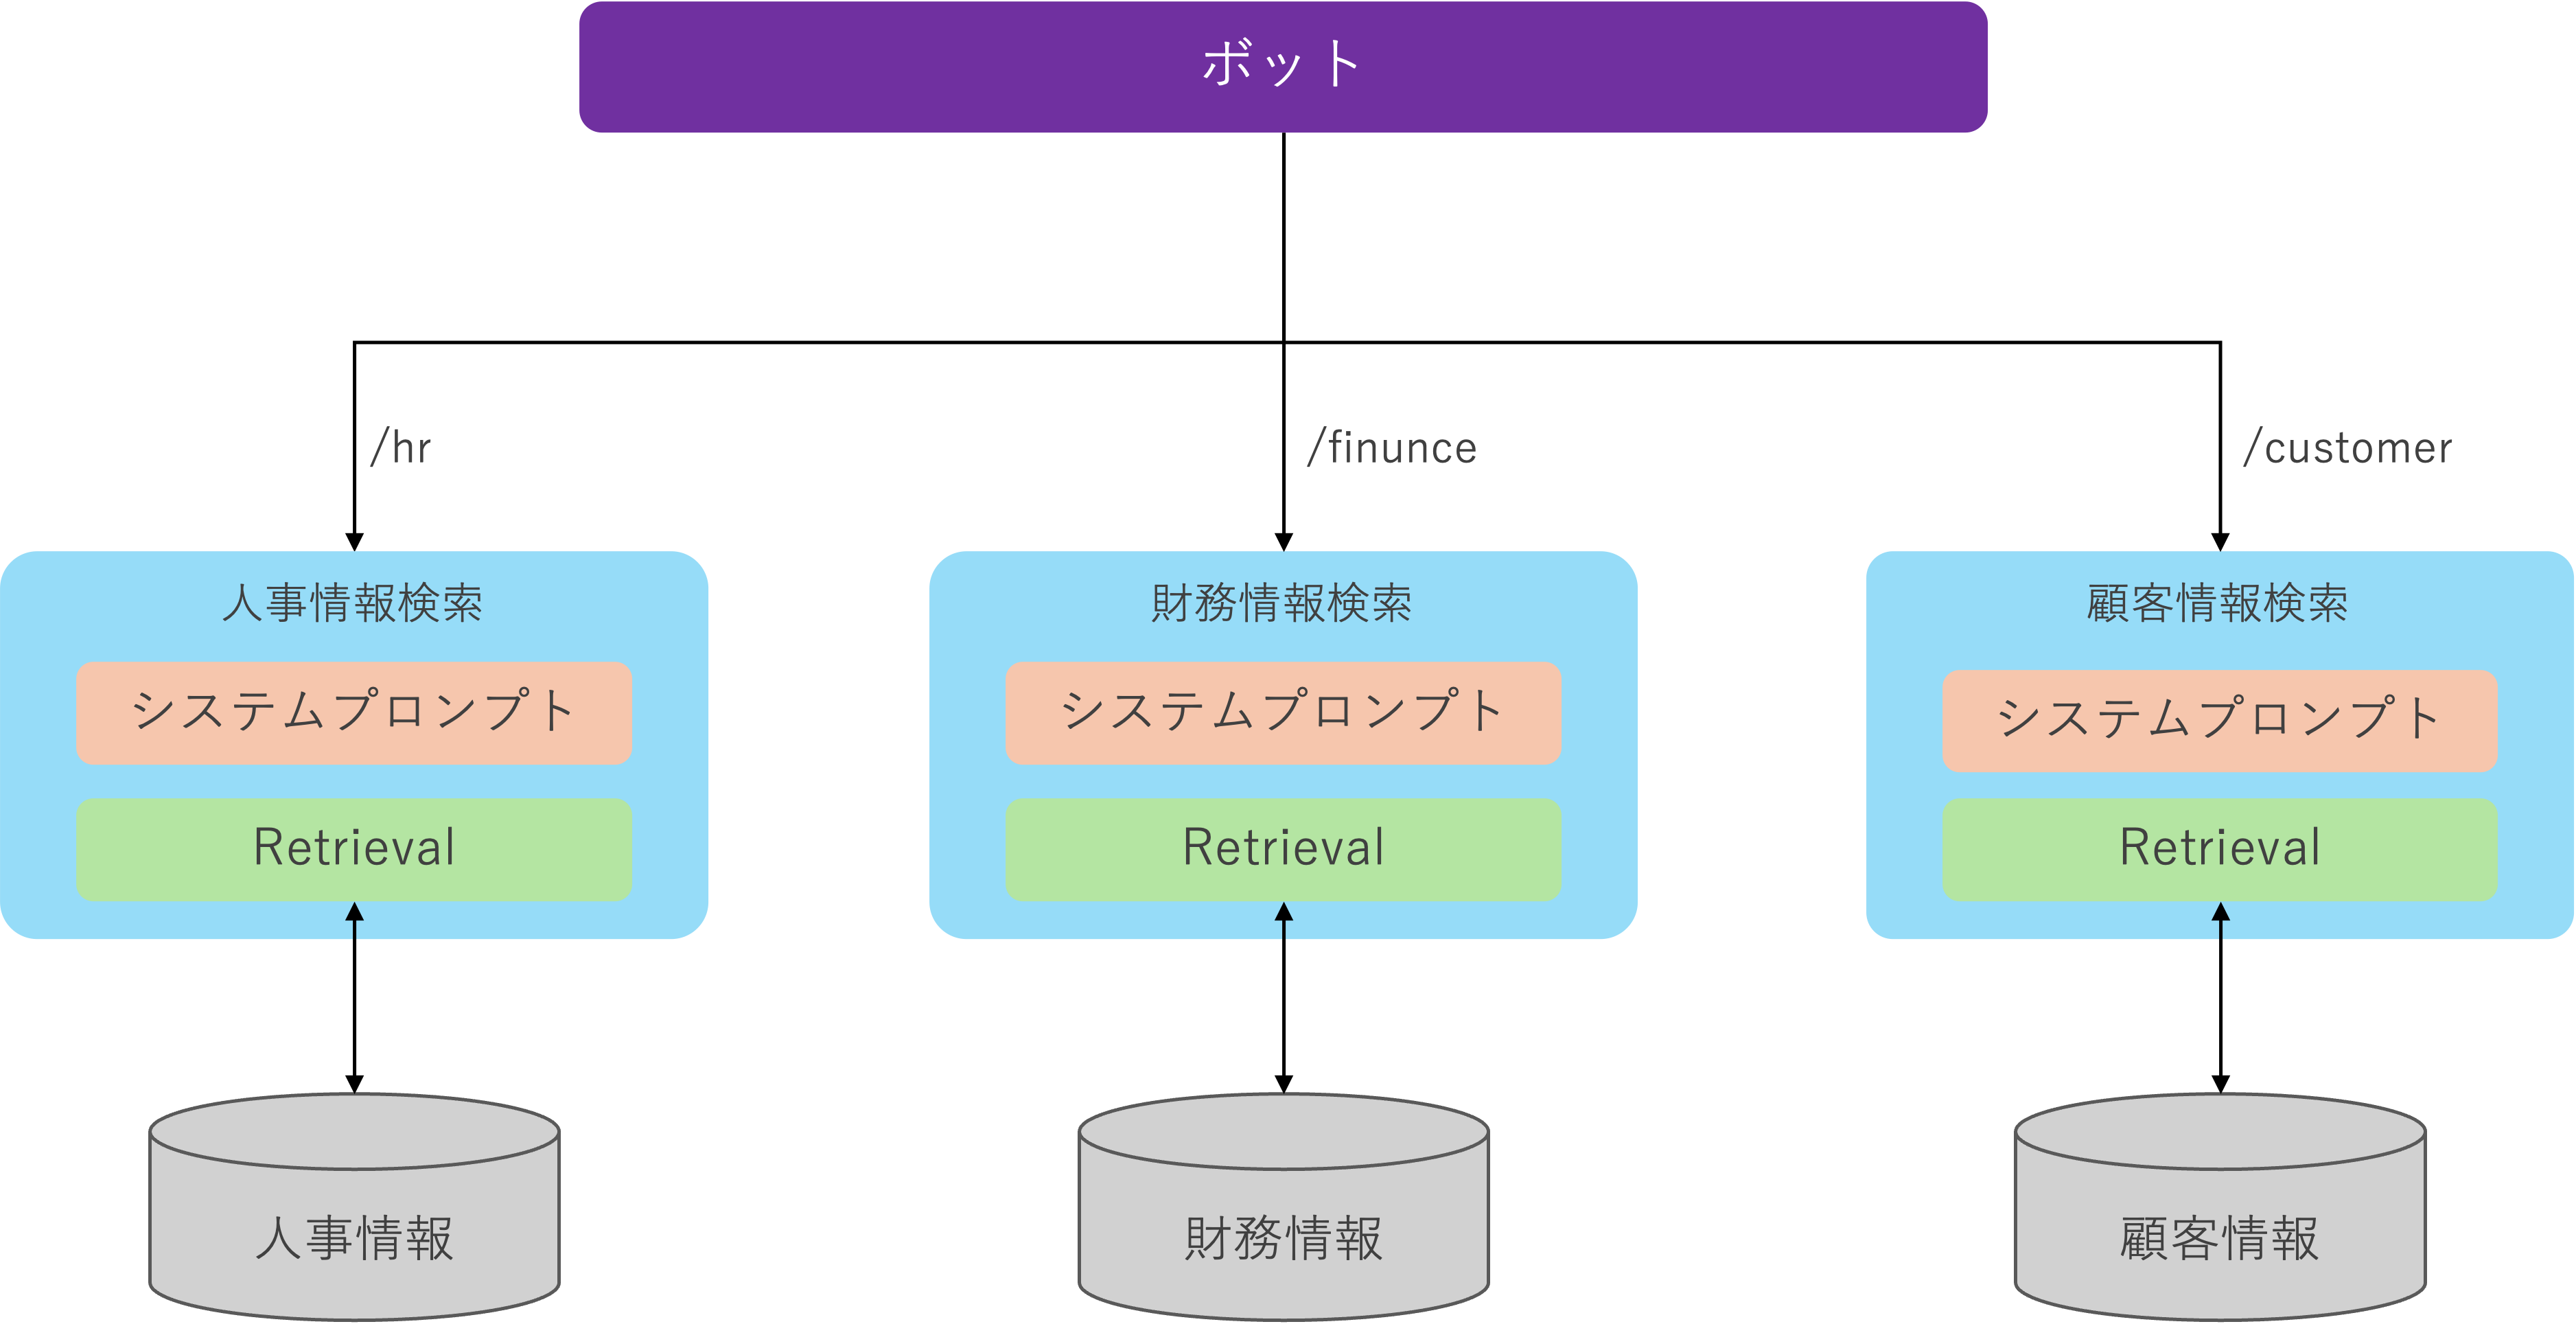 ボット
/hr
/finunce
/customer
人事情報検索
財務情報検索
顧客情報検索
システムプロンプト
システムプロンプト
システムプロンプト
Retrieval
Retrieval
Retrieval
人事情報
財務情報
顧客情報